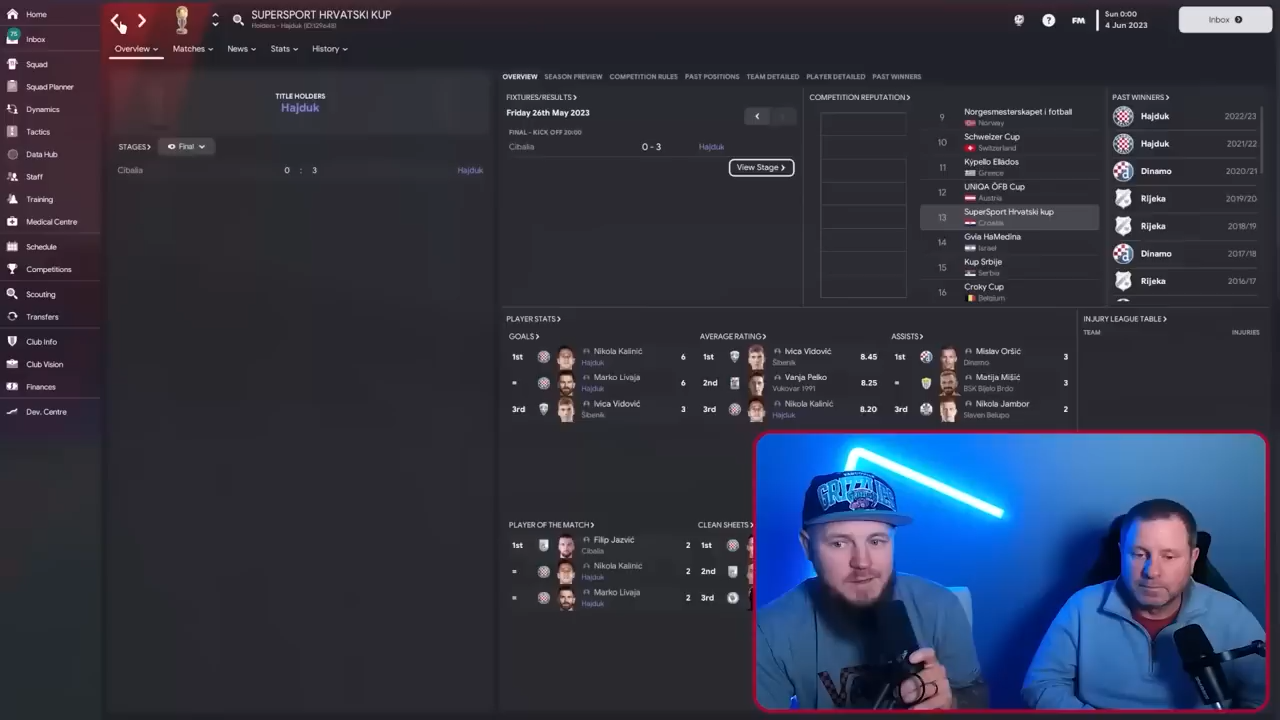 Home
75
Inbox
Squad
Squad Planner
Dynamics
Tactics
Data Hub
Staff
Training
Medical Centre
Schedule
Competitions
Scouting
Transfers
Club Info
Club Vision
Finances
Dev. Centre
SUPERSPORT HRVATSKI KUP
Holders - Hajduk
Sun 0:00
4 Jun 2023
FM
Inbox
Overview
Matches
News
Stats
History
OVERVIEW
SEASON PREVIEW
COMPETITION RULES
PAST POSITIONS
TEAM DETAILED
PLAYER DETAILED
PAST WINNERS
TITLE HOLDERS
Hajduk
STAGES
Final
Cibalia 0 : 3 Hajduk
FIXTURES/RESULTS
Friday 26th May 2023
FINAL - KICK OFF 20:00
Cibalia 0 - 3 Hajduk
View Stage
COMPETITION REPUTATION
9 Norgesmesterskapet i fotball
Norway
10 Schweizer Cup
Switzerland
11 Kypello Elládos
Greece
12 UNIQA ÖFB Cup
Austria
13 SuperSport Hrvatski kup
Croatia
14 Gvia HaMedina
Israel
15 Kup Srbije
Serbia
16 Croky Cup
Belgium
PAST WINNERS
Hajduk 2022/23
Hajduk 2021/22
Dinamo 2020/21
Rijeka 2019/20
Rijeka 2018/19
Dinamo 2017/18
Rijeka 2016/17
PLAYER STATS
GOALS
1st Nikola Kalinić 6
Hajduk
= Marko Livaja 6
Hajduk
3rd Ivica Vidović 3
Šibenik
AVERAGE RATING
1st Ivica Vidović 8.45
Šibenik
2nd Vanja Pelko 8.25
Vukovar 1991
3rd Nikola Kalinić 8.20
Hajduk
ASSISTS
1st Mislav Oršić 3
Dinamo
= Matija Mišić 3
BSK Bijelo Brdo
3rd Nikola Jambor 2
Slaven Belupo
INJURY LEAGUE TABLE
TEAM INJURIES
PLAYER OF THE MATCH
1st Filip Jazvić 2
Cibalia
= Nikola Kalinić 2
Hajduk
= Marko Livaja 2
Hajduk
CLEAN SHEETS
1st
2nd
3rd
GRIZZLIES